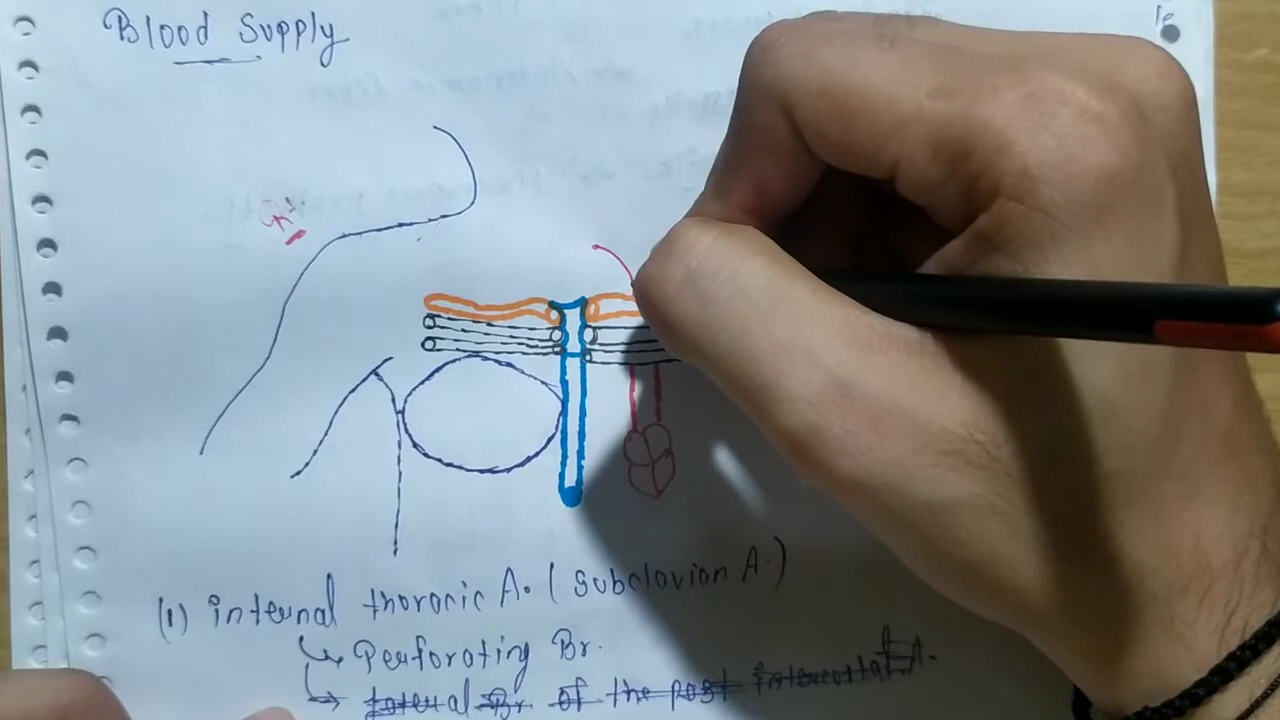 Blood Supply
(1) internal thoracic A. (Subclavian A.)
↳ Perforating Br.
→ Lateral Br. of the post intercostal A.